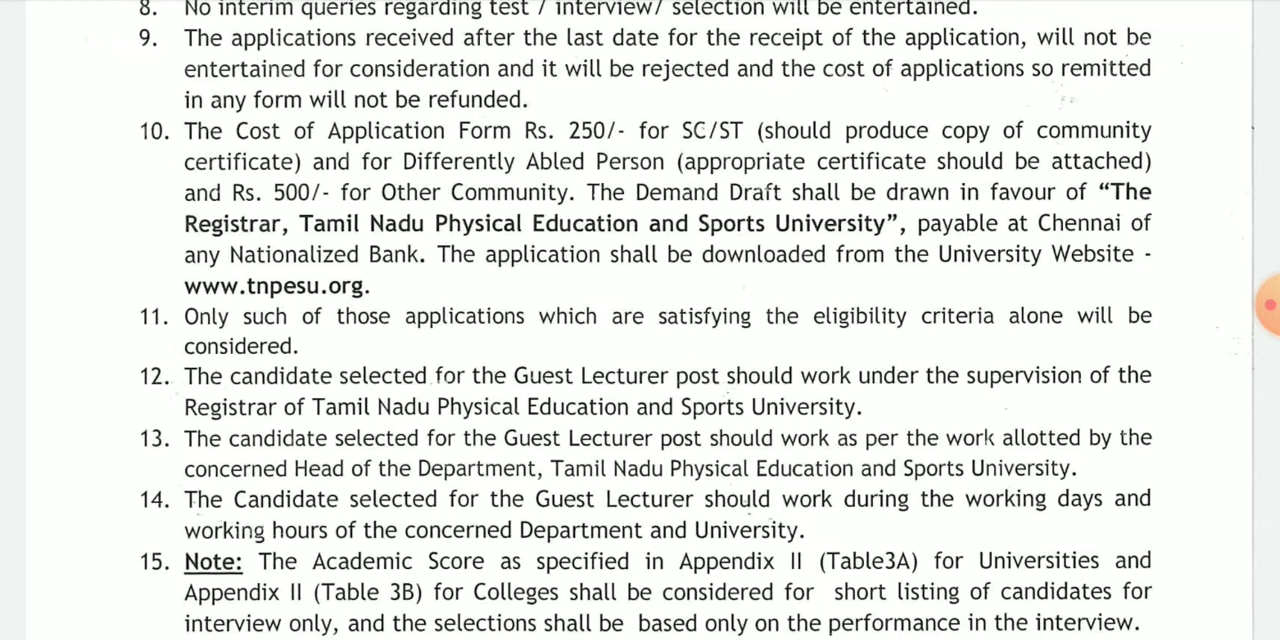 8. No interim queries regarding test / interview/ selection will be entertained.
9. The applications received after the last date for the receipt of the application, will not be
entertained for consideration and it will be rejected and the cost of applications so remitted
in any form will not be refunded.
10. The Cost of Application Form Rs. 250/- for SC/ST (should produce copy of community
certificate) and for Differently Abled Person (appropriate certificate should be attached)
and Rs. 500/- for Other Community. The Demand Draft shall be drawn in favour of “The
Registrar, Tamil Nadu Physical Education and Sports University”, payable at Chennai of
any Nationalized Bank. The application shall be downloaded from the University Website -
www.tnpesu.org.
11. Only such of those applications which are satisfying the eligibility criteria alone will be
considered.
12. The candidate selected for the Guest Lecturer post should work under the supervision of the
Registrar of Tamil Nadu Physical Education and Sports University.
13. The candidate selected for the Guest Lecturer post should work as per the work allotted by the
concerned Head of the Department, Tamil Nadu Physical Education and Sports University.
14. The Candidate selected for the Guest Lecturer should work during the working days and
working hours of the concerned Department and University.
15. Note: The Academic Score as specified in Appendix II (Table3A) for Universities and
Appendix II (Table 3B) for Colleges shall be considered for short listing of candidates for
interview only, and the selections shall be based only on the performance in the interview.